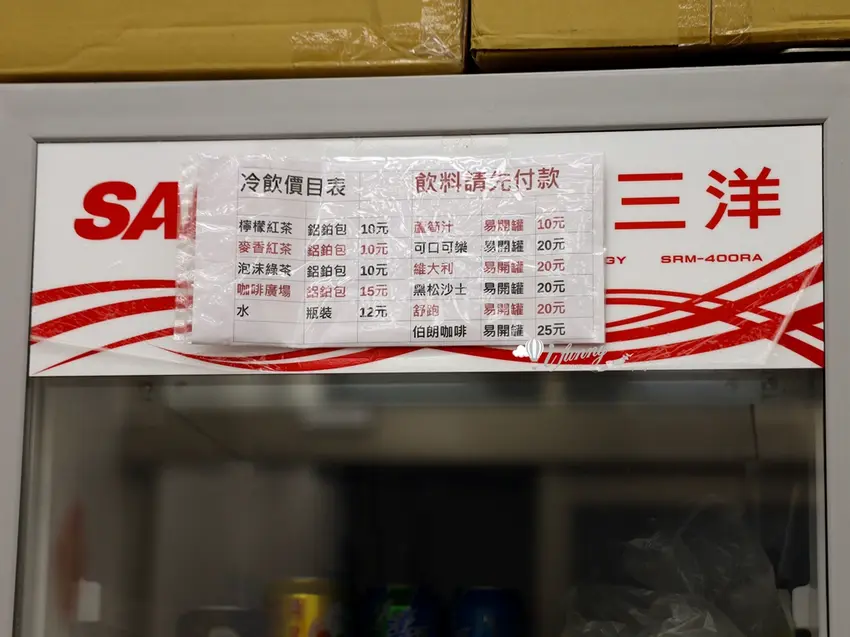 SA
三洋
GY SRM-400RA
冷飲價目表 飲料請先付款
檸檬紅茶 鋁鉑包 10元 蘆筍汁 易開罐 10元
麥香紅茶 鋁鉑包 10元 可口可樂 易開罐 20元
泡沫綠茶 鋁鉑包 10元 維大利 易開罐 20元
咖啡廣場 鋁鉑包 15元 黑松沙士 易開罐 20元
水 瓶裝 12元 舒跑 易開罐 20元
伯朗咖啡 易開罐 25元